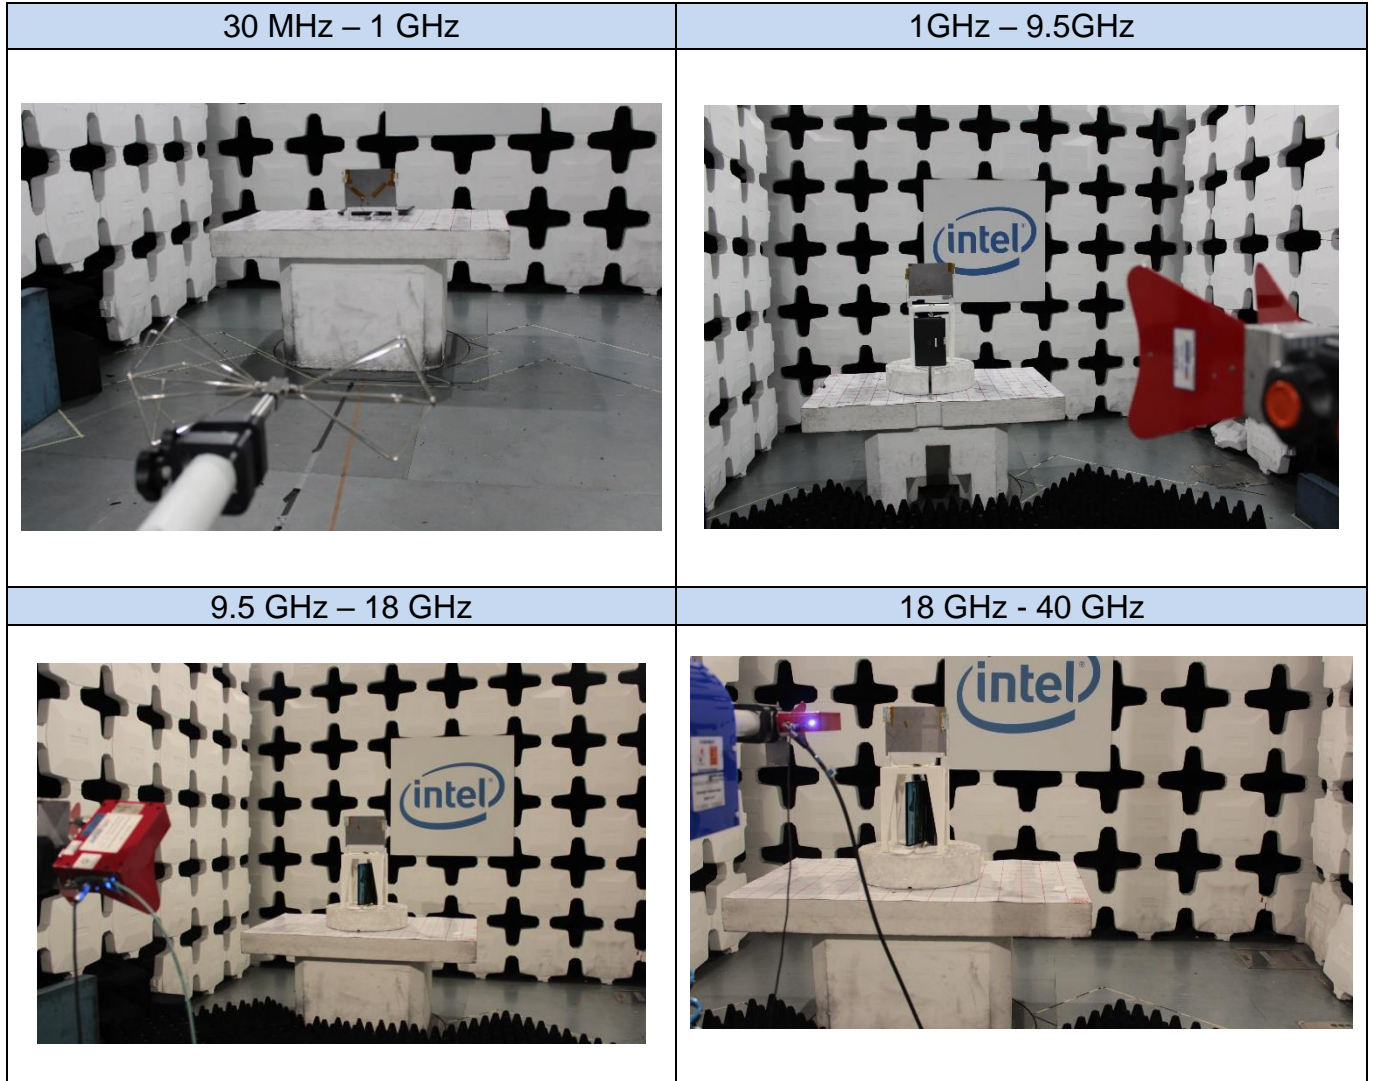 30 MHz – 1 GHz
1GHz – 9.5GHz
intel
9.5 GHz – 18 GHz
18 GHz - 40 GHz
intel
intel®